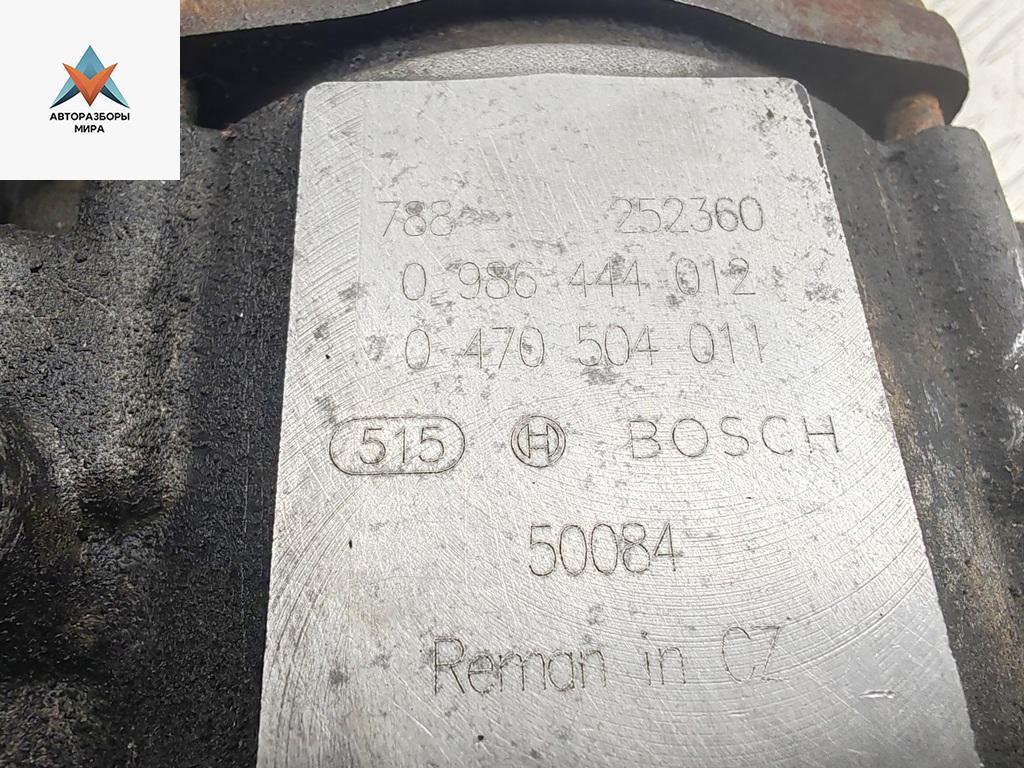 АВТОРАЗБОРЫ
МИРА
788 252360
0 986 444 012
0 470 504 011
515 H BOSCH
50084
Reman in CZ